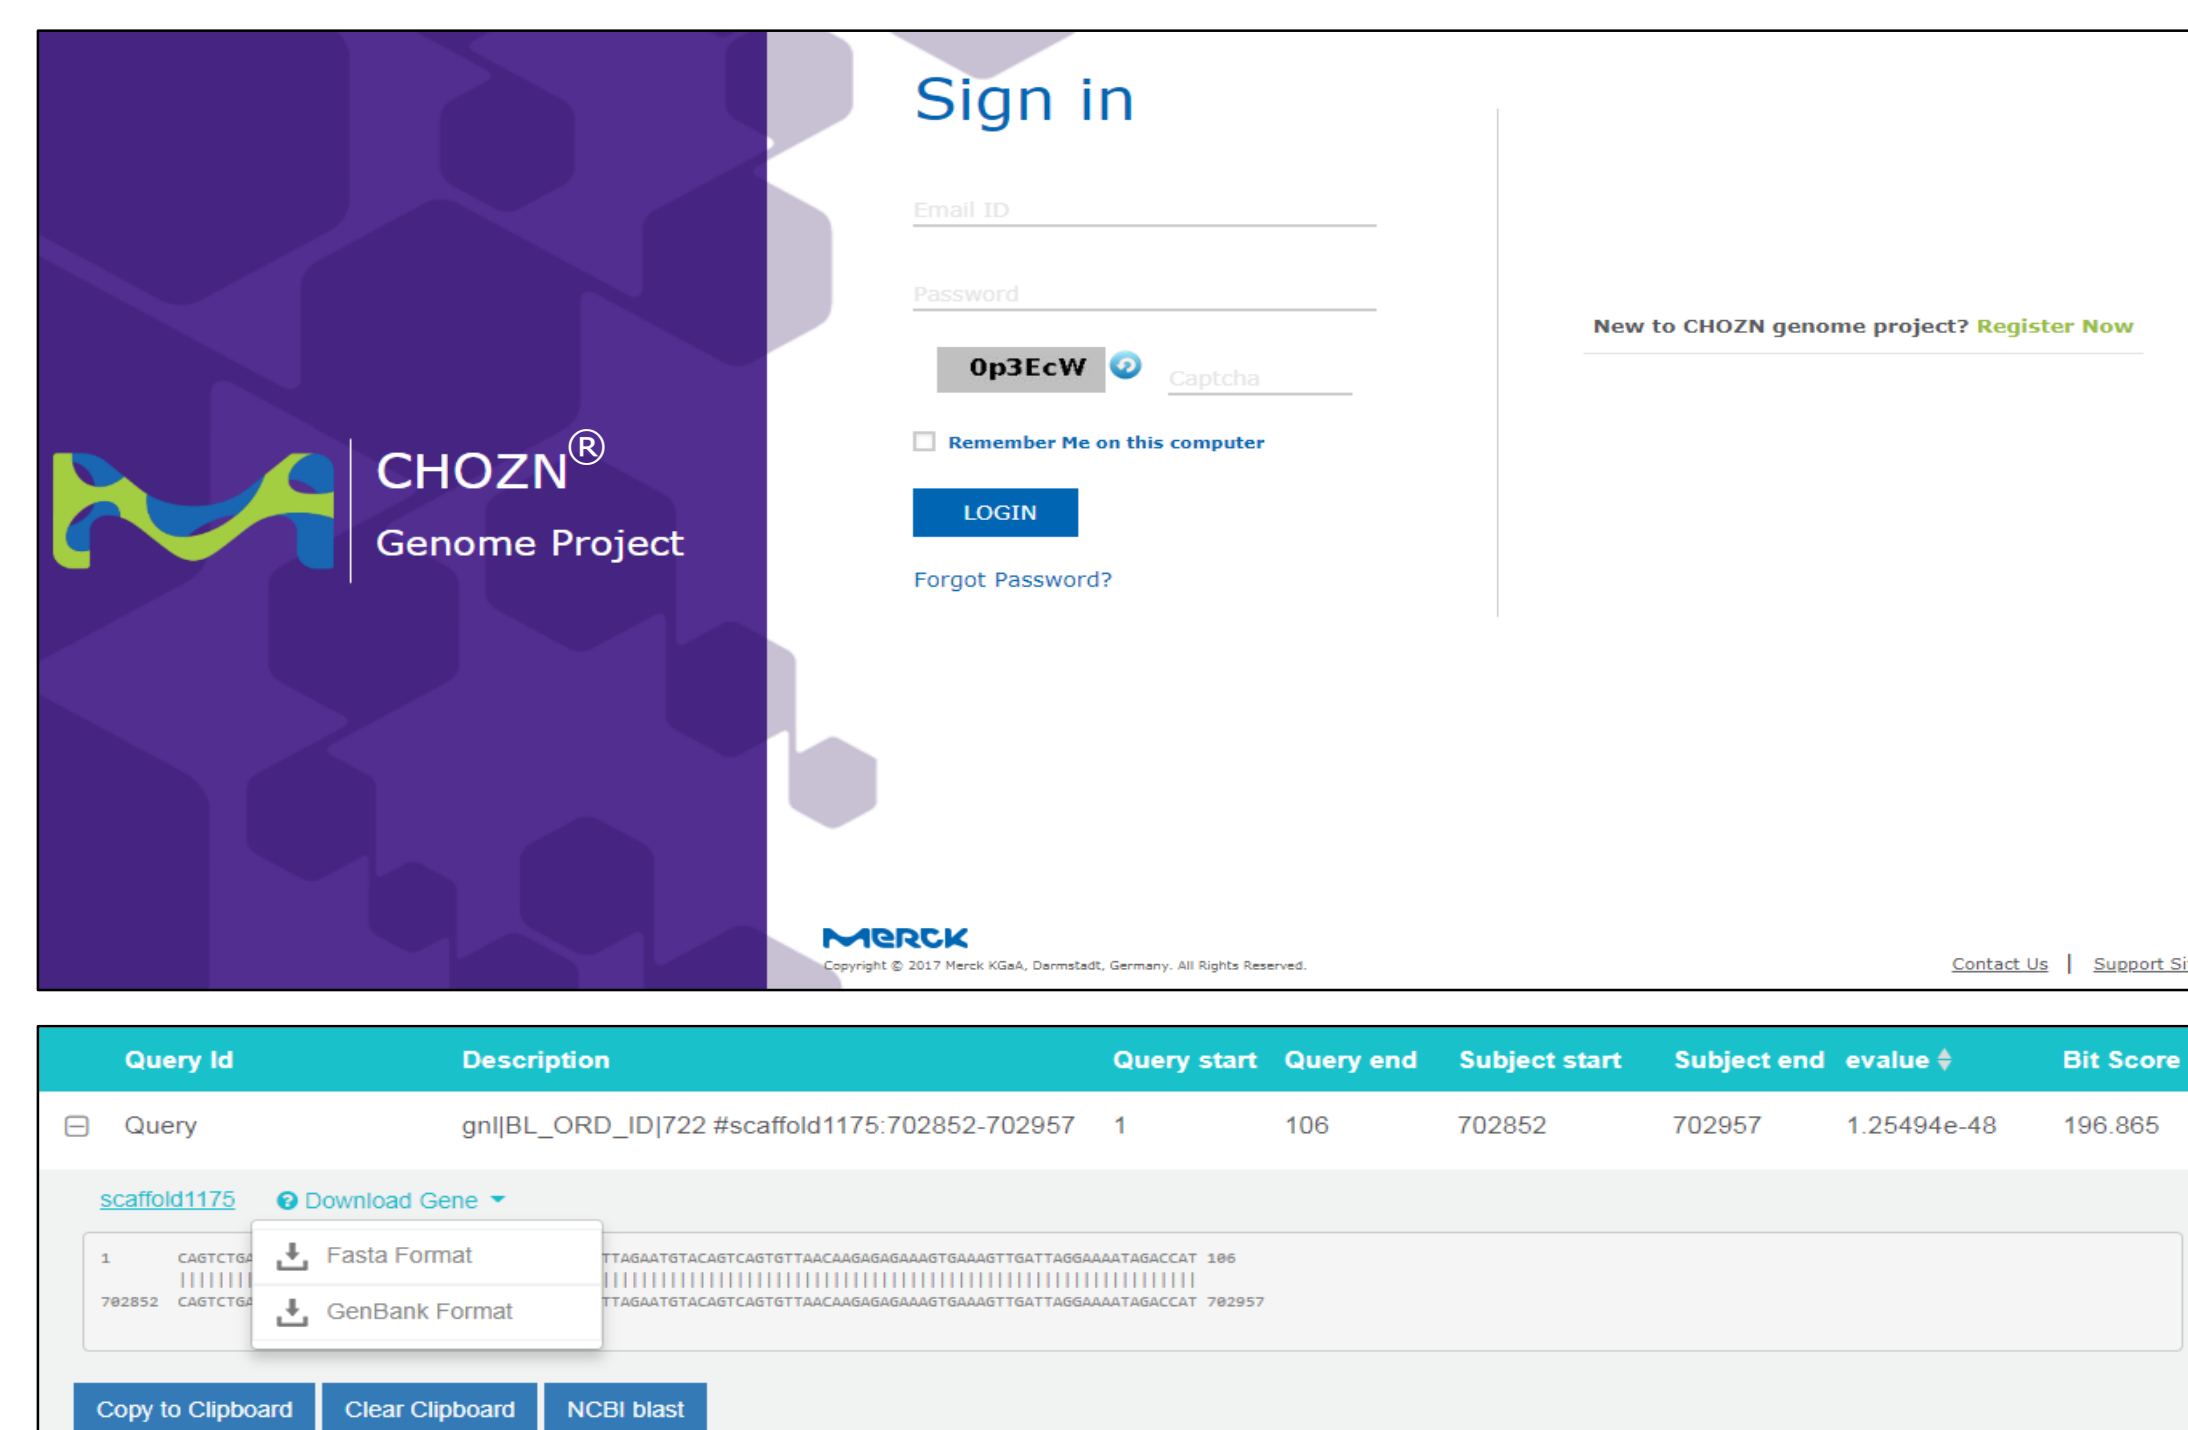 Sign in
Email ID
Password
0p3EcW
Captcha
Remember Me on this computer
LOGIN
Forgot Password?
New to CHOZN genome project? Register Now
CHOZN®
Genome Project
MERCK
Copyright © 2017 Merck KGaA, Darmstadt, Germany. All Rights Reserved.
Contact Us | Support Si
Query Id Description Query start Query end Subject start Subject end evalue Bit Score
Query gnl|BL_ORD_ID|722 #scaffold1175:702852-702957 1 106 702852 702957 1.25494e-48 196.865
scaffold1175 Download Gene
Fasta Format
GenBank Format
1 CAGTCTGA TTAGAATGTACAGTCAGTGTTAACAAGAGAGAAAGTGAAAGTTGATTAGGAAAATAGACCAT 106
702852 CAGTCTGA TTAGAATGTACAGTCAGTGTTAACAAGAGAGAAAGTGAAAGTTGATTAGGAAAATAGACCAT 702957
Copy to Clipboard Clear Clipboard NCBI blast